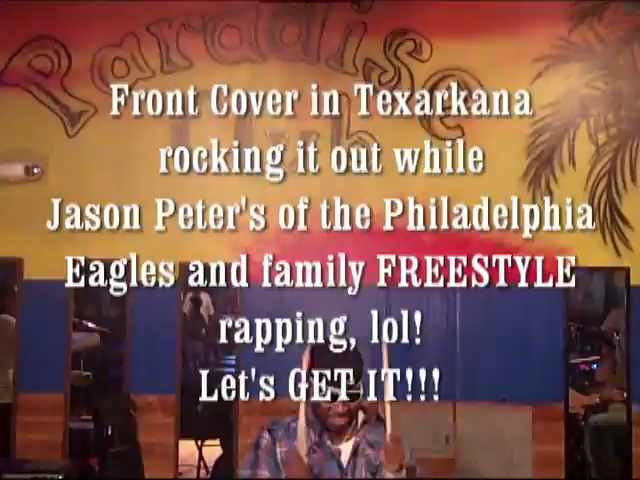 Paradise
Club
Front Cover in Texarkana
rocking it out while
Jason Peter's of the Philadelphia
Eagles and family FREESTYLE
rapping, lol!
Let's GET IT!!!